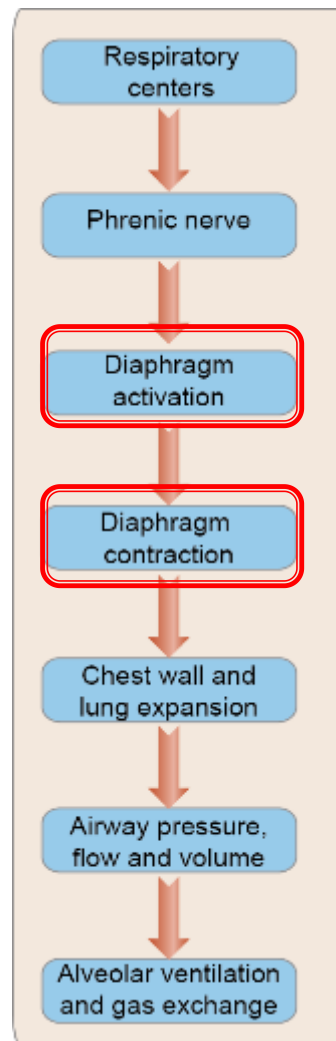 Respiratory
centers
Phrenic nerve
Diaphragm
activation
Diaphragm
contraction
Chest wall and
lung expansion
Airway pressure,
flow and volume
Alveolar ventilation
and gas exchange